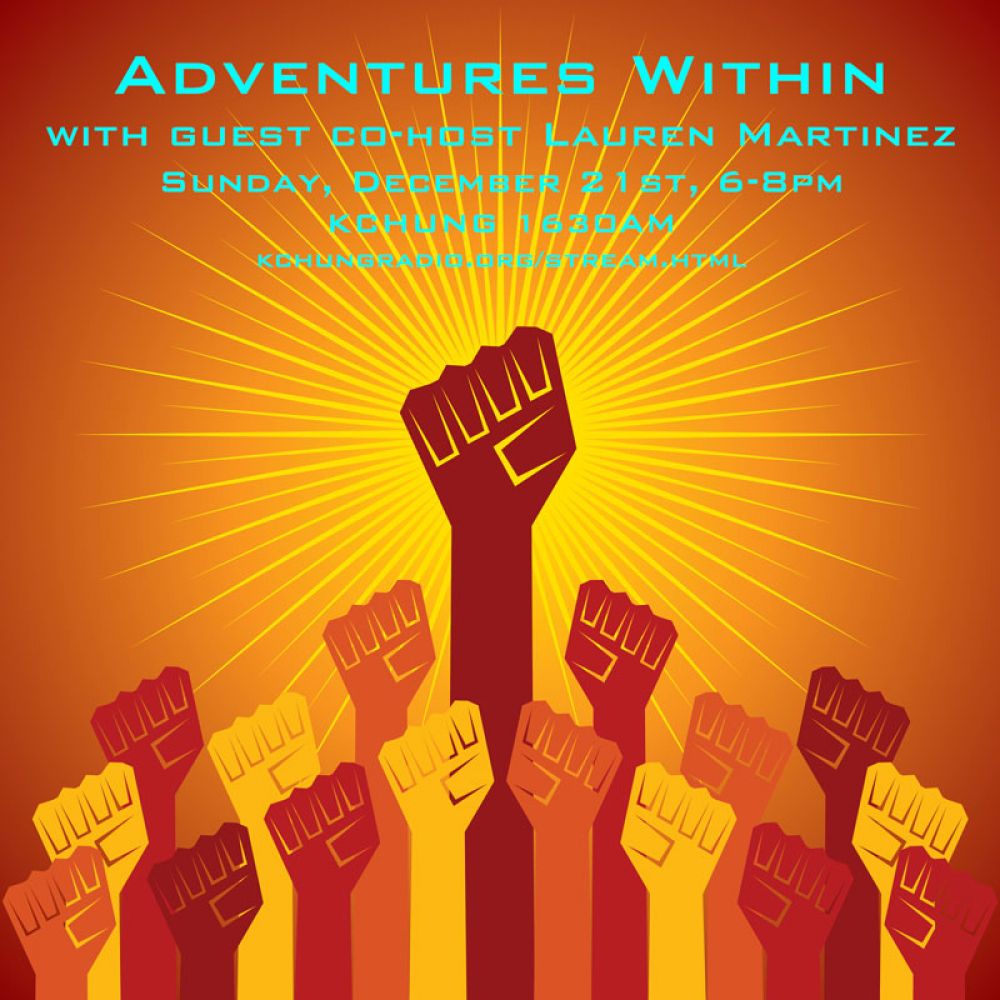 Adventures Within
with guest co-host Lauren Martinez
Sunday, December 21st, 6-8pm
KCHUNG 1630AM
kchungradio.org/stream.html